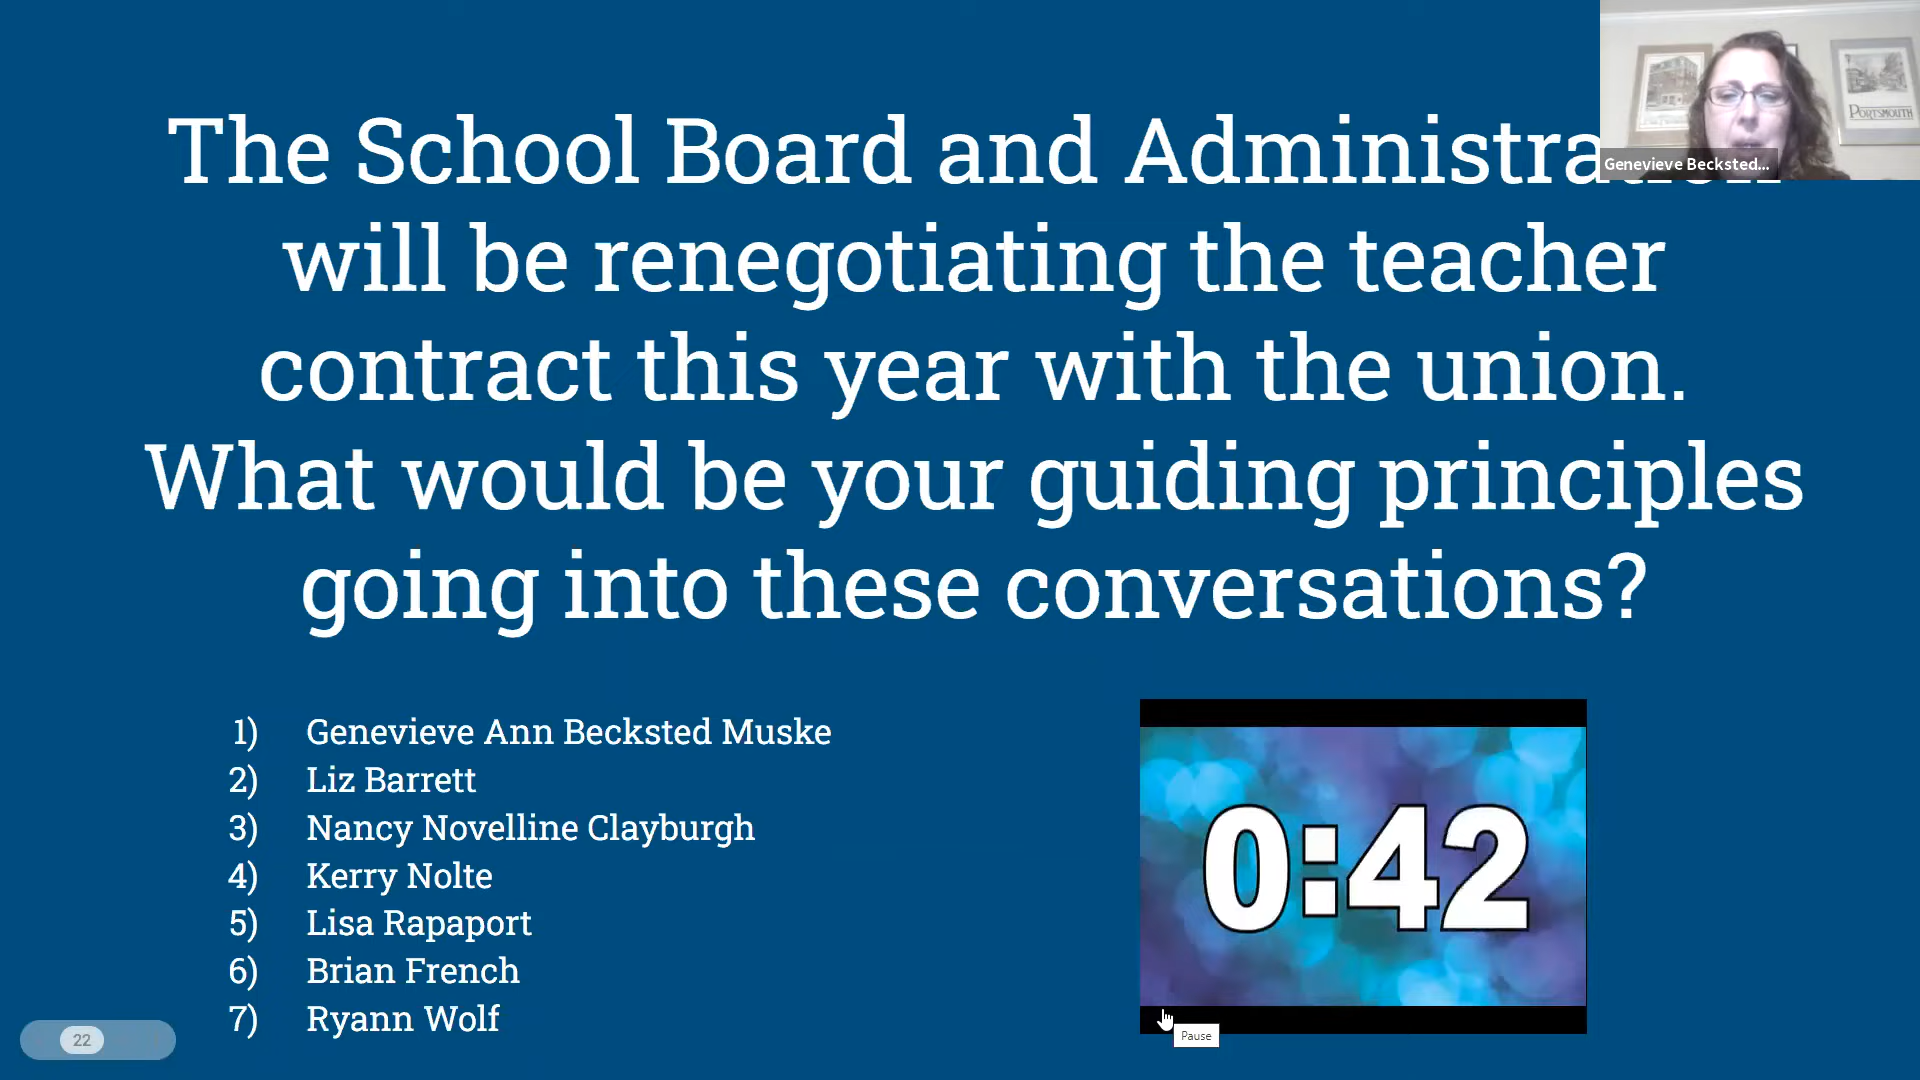 The School Board and Administration
will be renegotiating the teacher
contract this year with the union.
What would be your guiding principles
going into these conversations?
PORTSMOUTH
Genevieve Becksted...
1) Genevieve Ann Becksted Muske
2) Liz Barrett
3) Nancy Novelline Clayburgh
4) Kerry Nolte
5) Lisa Rapaport
6) Brian French
7) Ryann Wolf
0:42
Pause
22